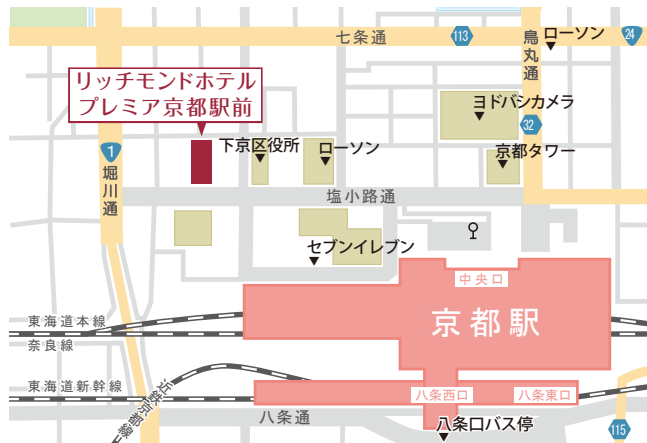 七条通
113
烏丸通
ローソン
24
リッチモンドホテル
プレミア京都駅前
ヨドバシカメラ
32
1
堀川通
下京区役所
ローソン
京都タワー
塩小路通
セブンイレブン
中央口
京都駅
東海道本線
奈良線
東海道新幹線
近鉄京都線
八条西口
八条東口
八条通
八条口バス停
115